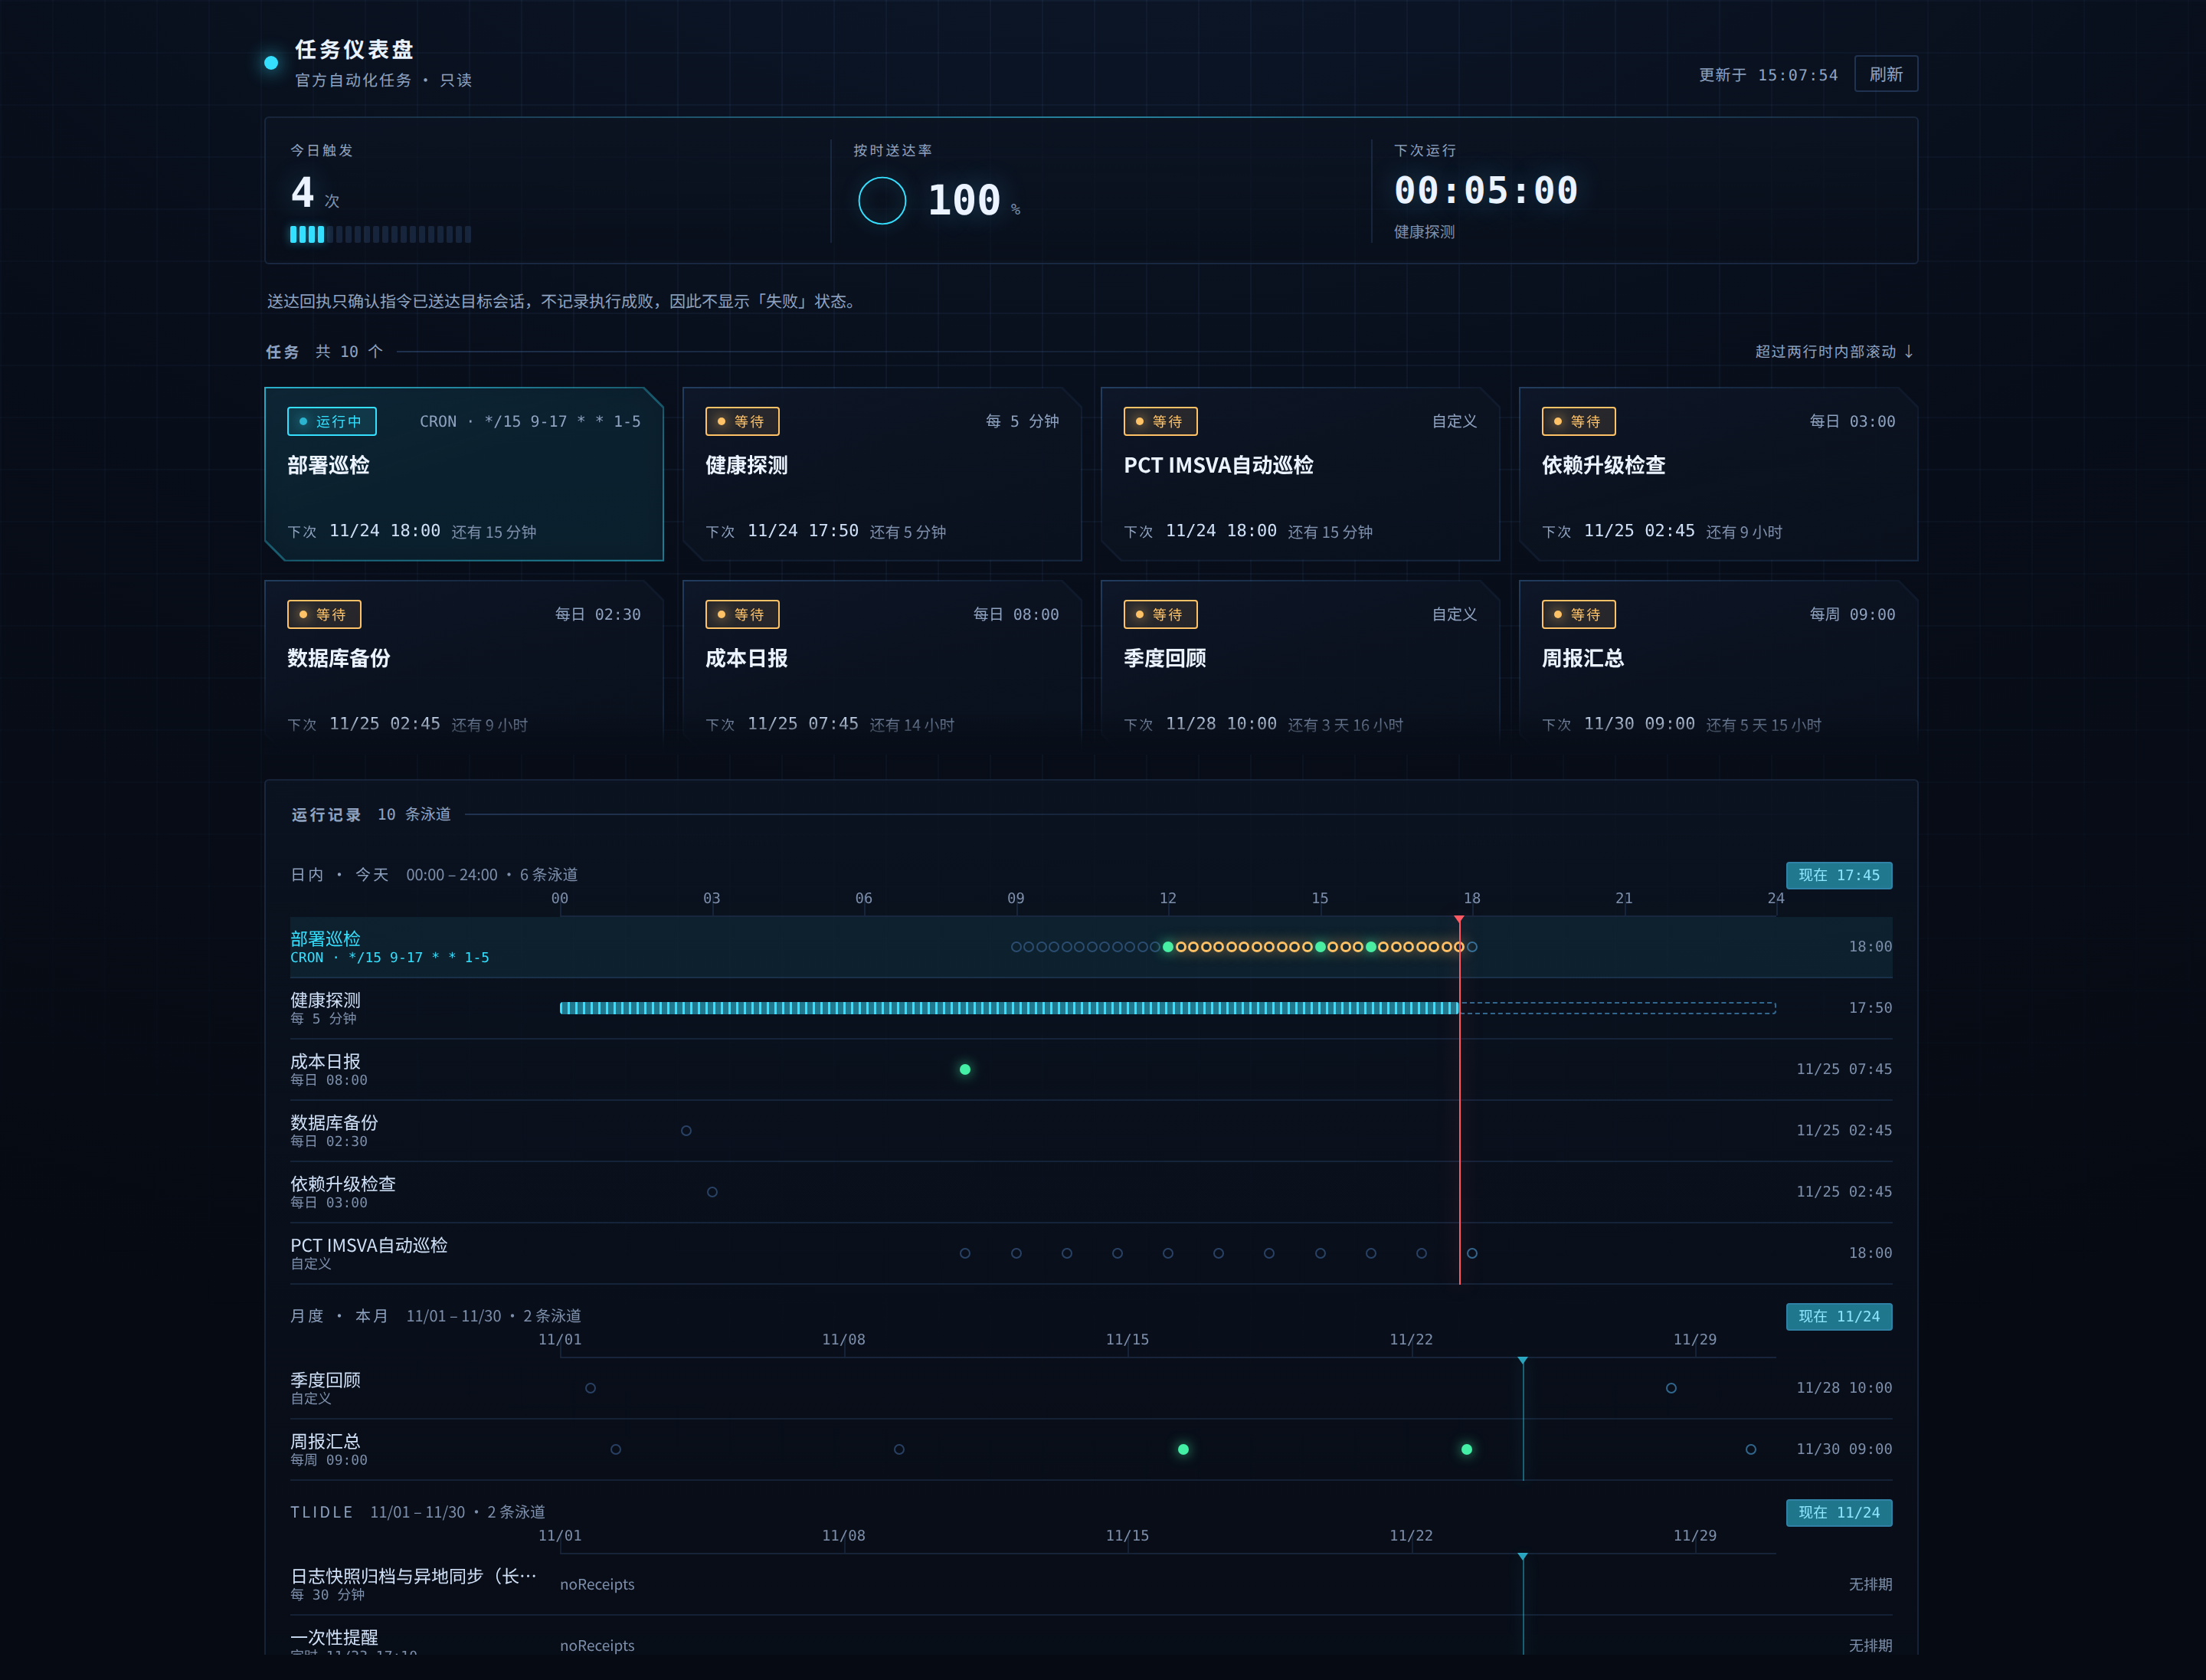 任务仪表盘
官方自动化任务 · 只读
更新于 15:07:54 刷新
今日触发
4 次
按时送达率
100 %
下次运行
00:05:00
健康探测
送达回执只确认指令已送达目标会话，不记录执行成败，因此不显示「失败」状态。
任务 共 10 个
超过两行时内部滚动 ↓
运行中 CRON · */15 9-17 * * 1-5
部署巡检
下次 11/24 18:00 还有 15 分钟
等待 每 5 分钟
健康探测
下次 11/24 17:50 还有 5 分钟
等待 自定义
PCT IMSVA自动巡检
下次 11/24 18:00 还有 15 分钟
等待 每日 03:00
依赖升级检查
下次 11/25 02:45 还有 9 小时
等待 每日 02:30
数据库备份
下次 11/25 02:45 还有 9 小时
等待 每日 08:00
成本日报
下次 11/25 07:45 还有 14 小时
等待 自定义
季度回顾
下次 11/28 10:00 还有 3 天 16 小时
等待 每周 09:00
周报汇总
下次 11/30 09:00 还有 5 天 15 小时
运行记录 10 条泳道
日内 · 今天 00:00 – 24:00 · 6 条泳道 现在 17:45
00 03 06 09 12 15 18 21 24
部署巡检 18:00
CRON · */15 9-17 * * 1-5
健康探测 17:50
每 5 分钟
成本日报 11/25 07:45
每日 08:00
数据库备份 11/25 02:45
每日 02:30
依赖升级检查 11/25 02:45
每日 03:00
PCT IMSVA自动巡检 18:00
自定义
月度 · 本月 11/01 – 11/30 · 2 条泳道 现在 11/24
11/01 11/08 11/15 11/22 11/29
季度回顾 11/28 10:00
自定义
周报汇总 11/30 09:00
每周 09:00
TLIDLE 11/01 – 11/30 · 2 条泳道 现在 11/24
11/01 11/08 11/15 11/22 11/29
日志快照归档与异地同步（长… noReceipts 无排期
每 30 分钟
一次性提醒 noReceipts 无排期